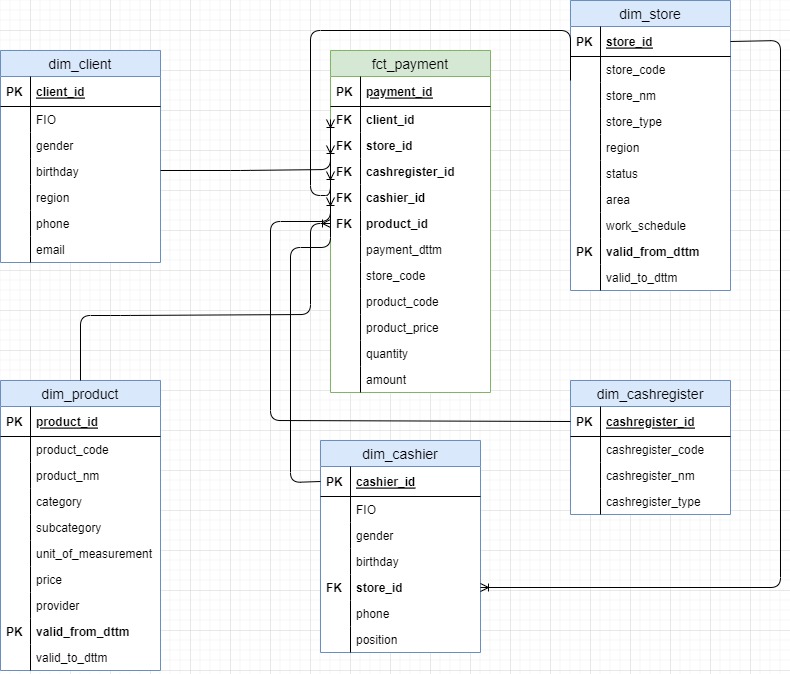 dim_client
PK client_id
FIO
gender
birthday
region
phone
email
fct_payment
PK payment_id
FK client_id
FK store_id
FK cashregister_id
FK cashier_id
FK product_id
payment_dttm
store_code
product_code
product_price
quantity
amount
dim_store
PK store_id
store_code
store_nm
store_type
region
status
area
work_schedule
PK valid_from_dttm
valid_to_dttm
dim_product
PK product_id
product_code
product_nm
category
subcategory
unit_of_measurement
price
provider
PK valid_from_dttm
valid_to_dttm
dim_cashier
PK cashier_id
FIO
gender
birthday
FK store_id
phone
position
dim_cashregister
PK cashregister_id
cashregister_code
cashregister_nm
cashregister_type